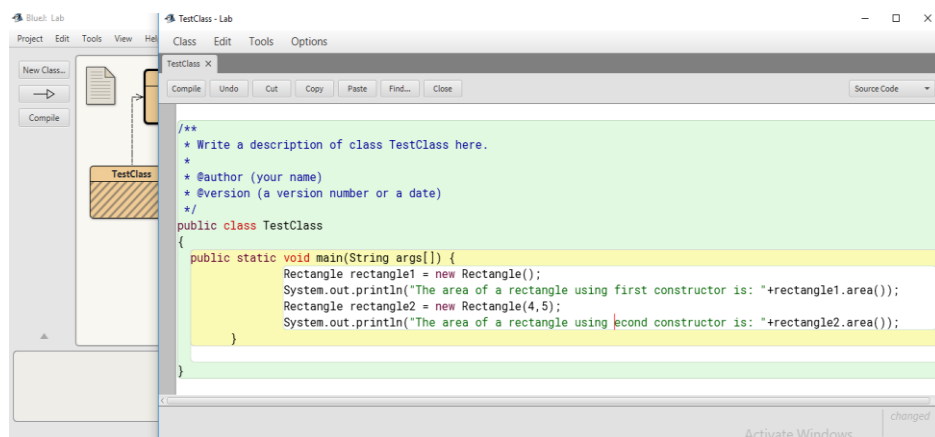 BlueJ: Lab
Project Edit Tools View Hel
New Class...
Compile
TestClass
TestClass - Lab
Class Edit Tools Options
TestClass X
Compile Undo Cut Copy Paste Find... Close Source Code
/**
* Write a description of class TestClass here.
*
* @author (your name)
* @version (a version number or a date)
*/
public class TestClass
{
public static void main(String args[]) {
Rectangle rectangle1 = new Rectangle();
System.out.println("The area of a rectangle using first constructor is: "+rectangle1.area());
Rectangle rectangle2 = new Rectangle(4,5);
System.out.println("The area of a rectangle using econd constructor is: "+rectangle2.area());
}
}
changed
Activate Windows